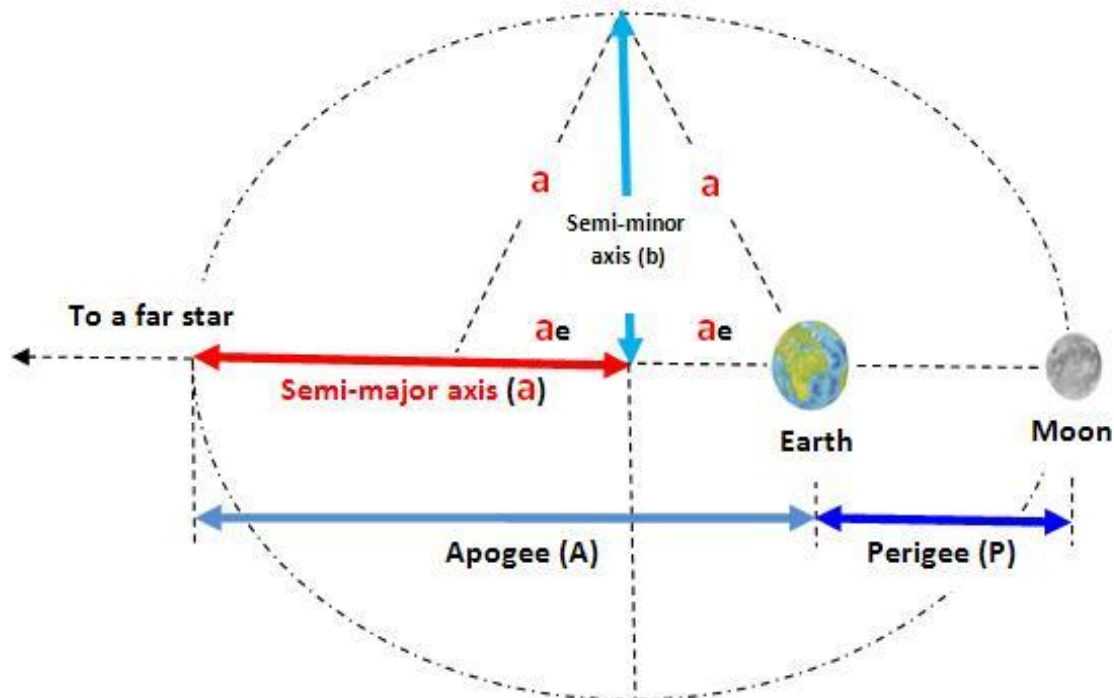 a
a
Semi-minor
axis (b)
To a far star
ae
ae
Semi-major axis (a)
Earth
Moon
Apogee (A)
Perigee (P)